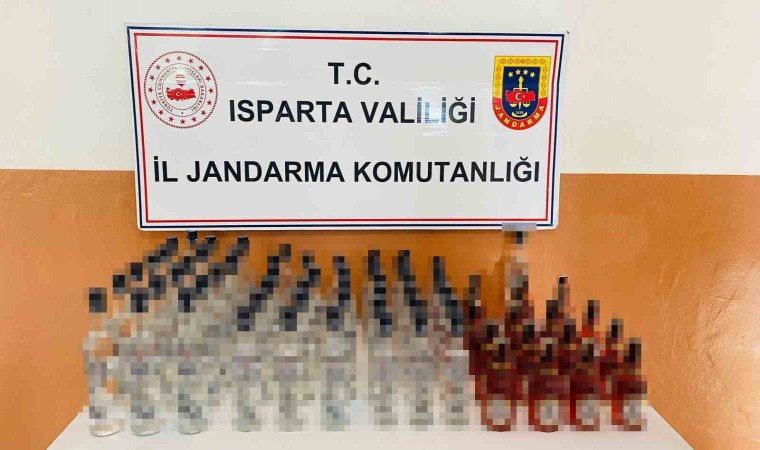 T.C.
ISPARTA VALİLİĞİ
İL JANDARMA KOMUTANLIĞI
JANDARMA